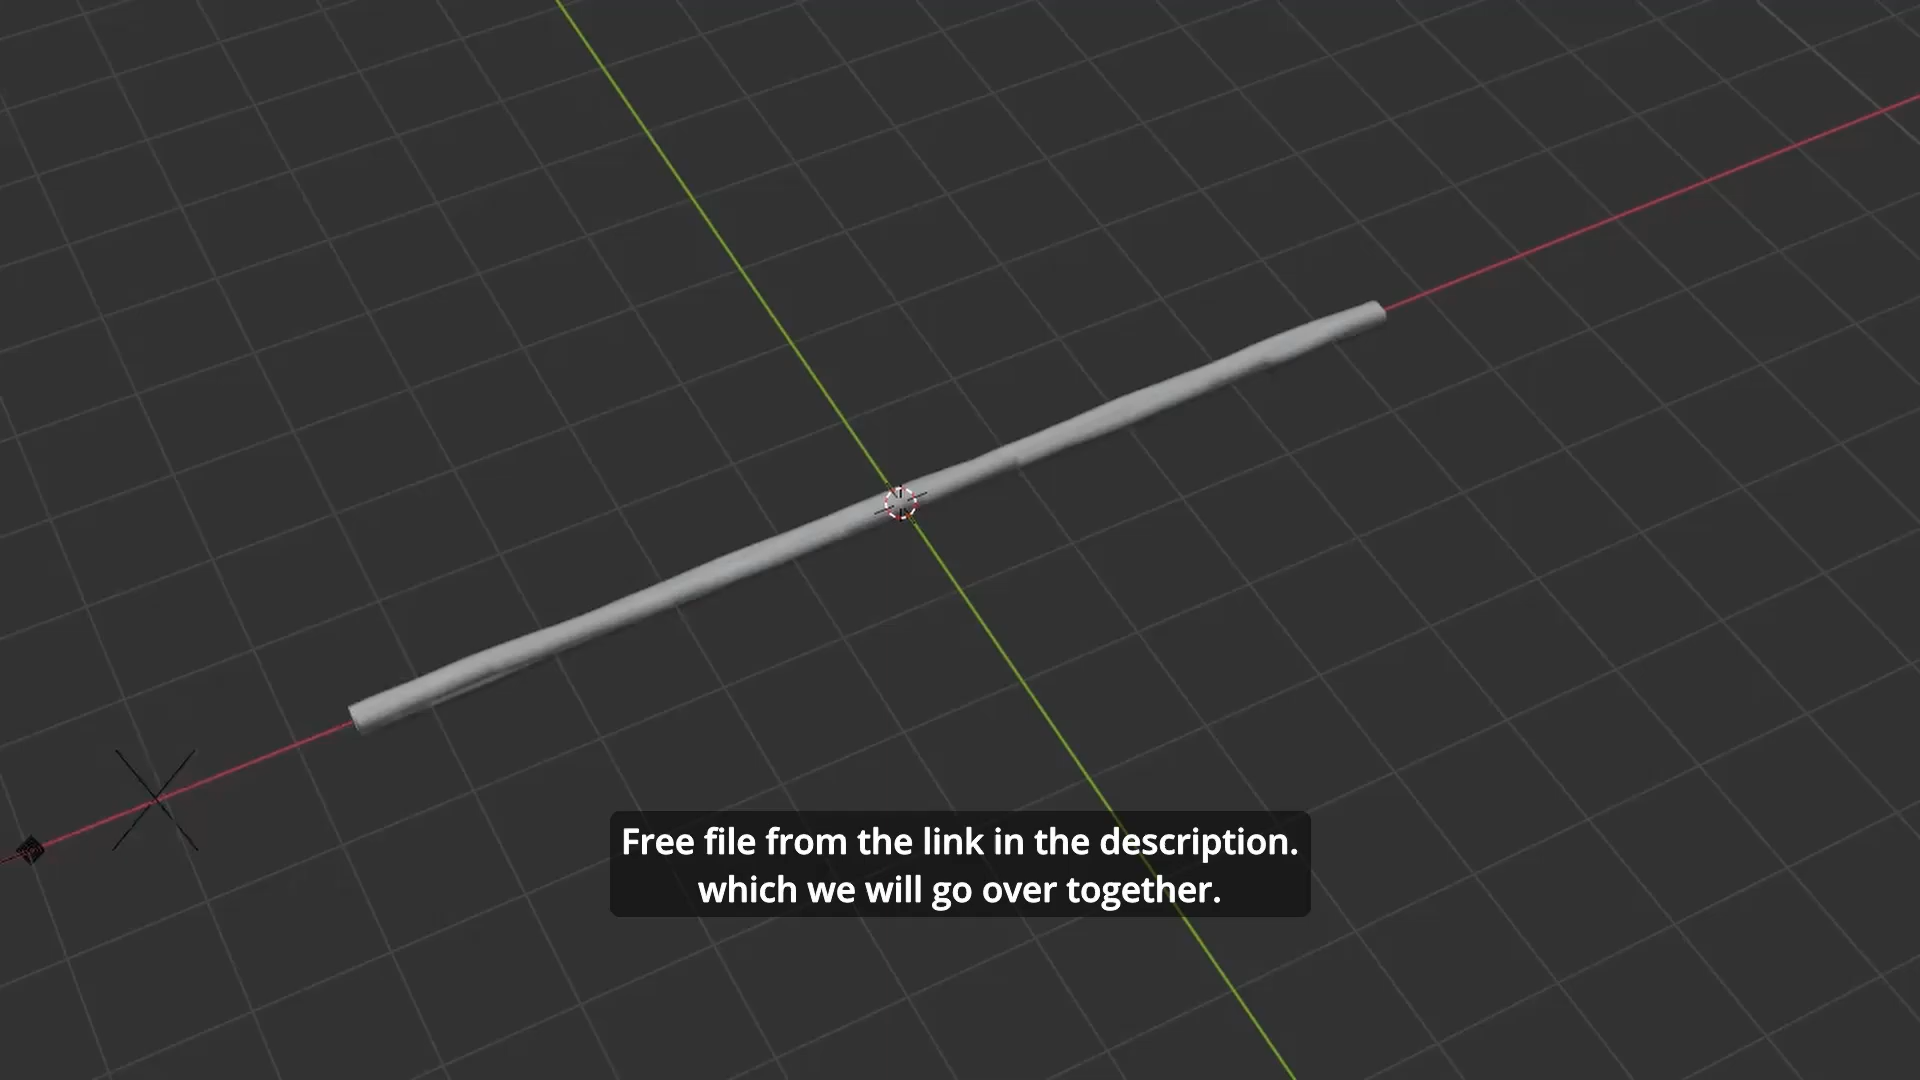 Free file from the link in the description.
which we will go over together.